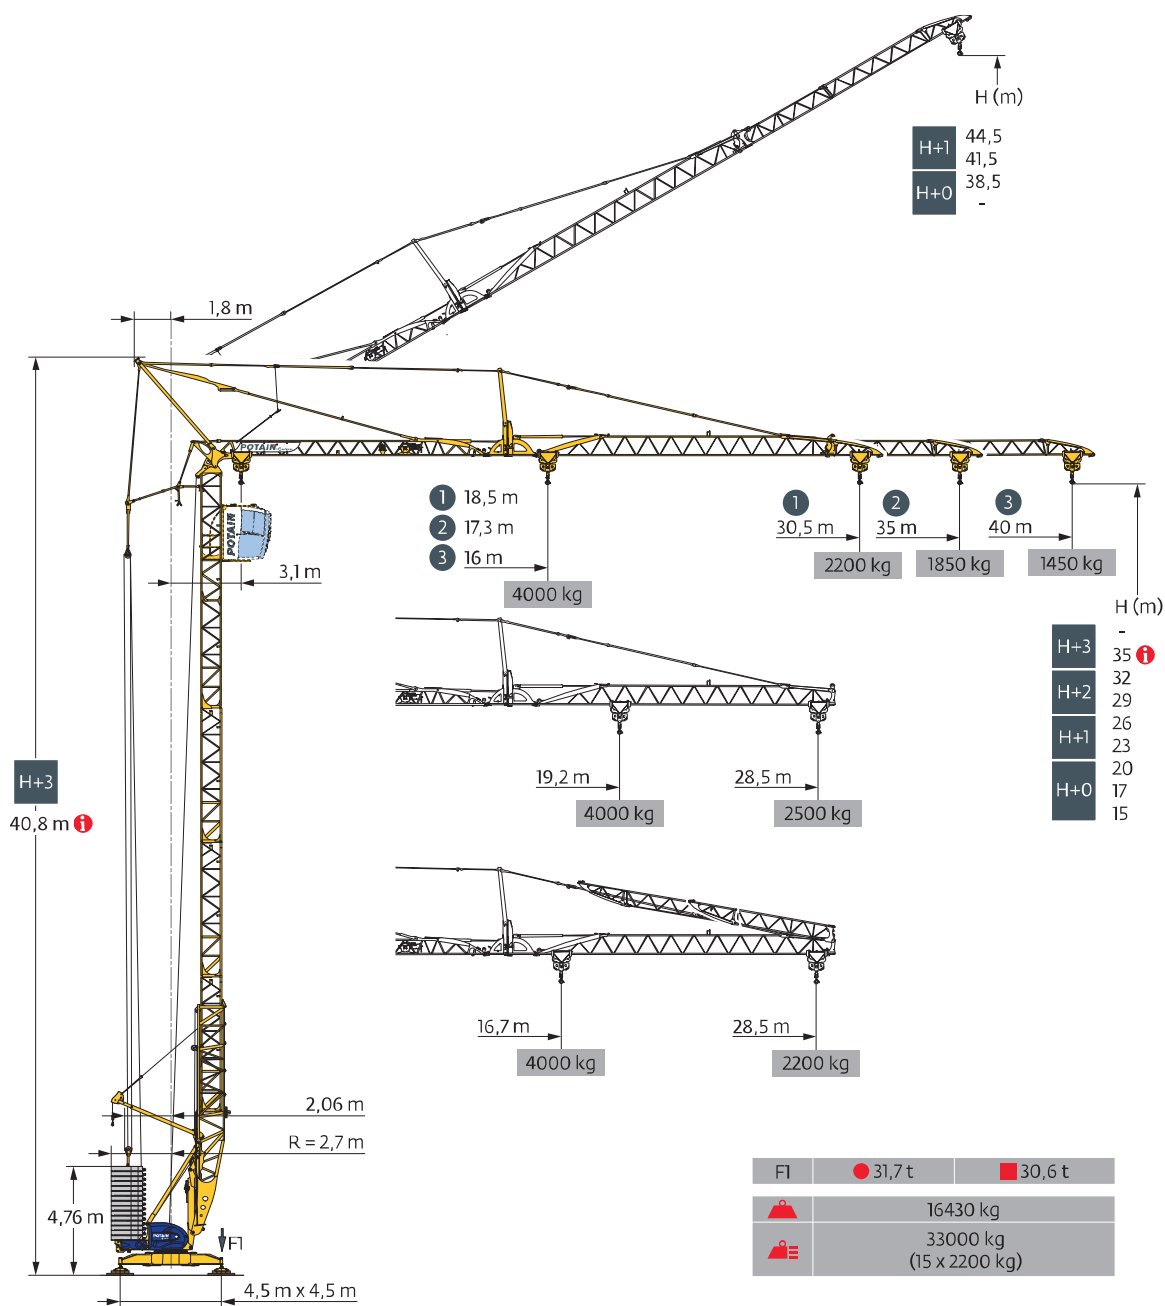 H (m)
H+1
44,5
41,5
H+0
38,5
-
1,8 m
POTAIN
POTAIN
1 18,5 m
2 17,3 m
3 16 m
4000 kg
1
30,5 m
2200 kg
2
35 m
1850 kg
3
40 m
1450 kg
3,1 m
H (m)
-
H+3
35 i
32
H+2
29
26
H+1
23
20
H+0
17
15
19,2 m
4000 kg
28,5 m
2500 kg
H+3
40,8 m i
16,7 m
4000 kg
28,5 m
2200 kg
2,06 m
R = 2,7 m
4,76 m
POTAIN
F1
4,5 m x 4,5 m
F1 31,7 t 30,6 t
16430 kg
33000 kg
(15 x 2200 kg)